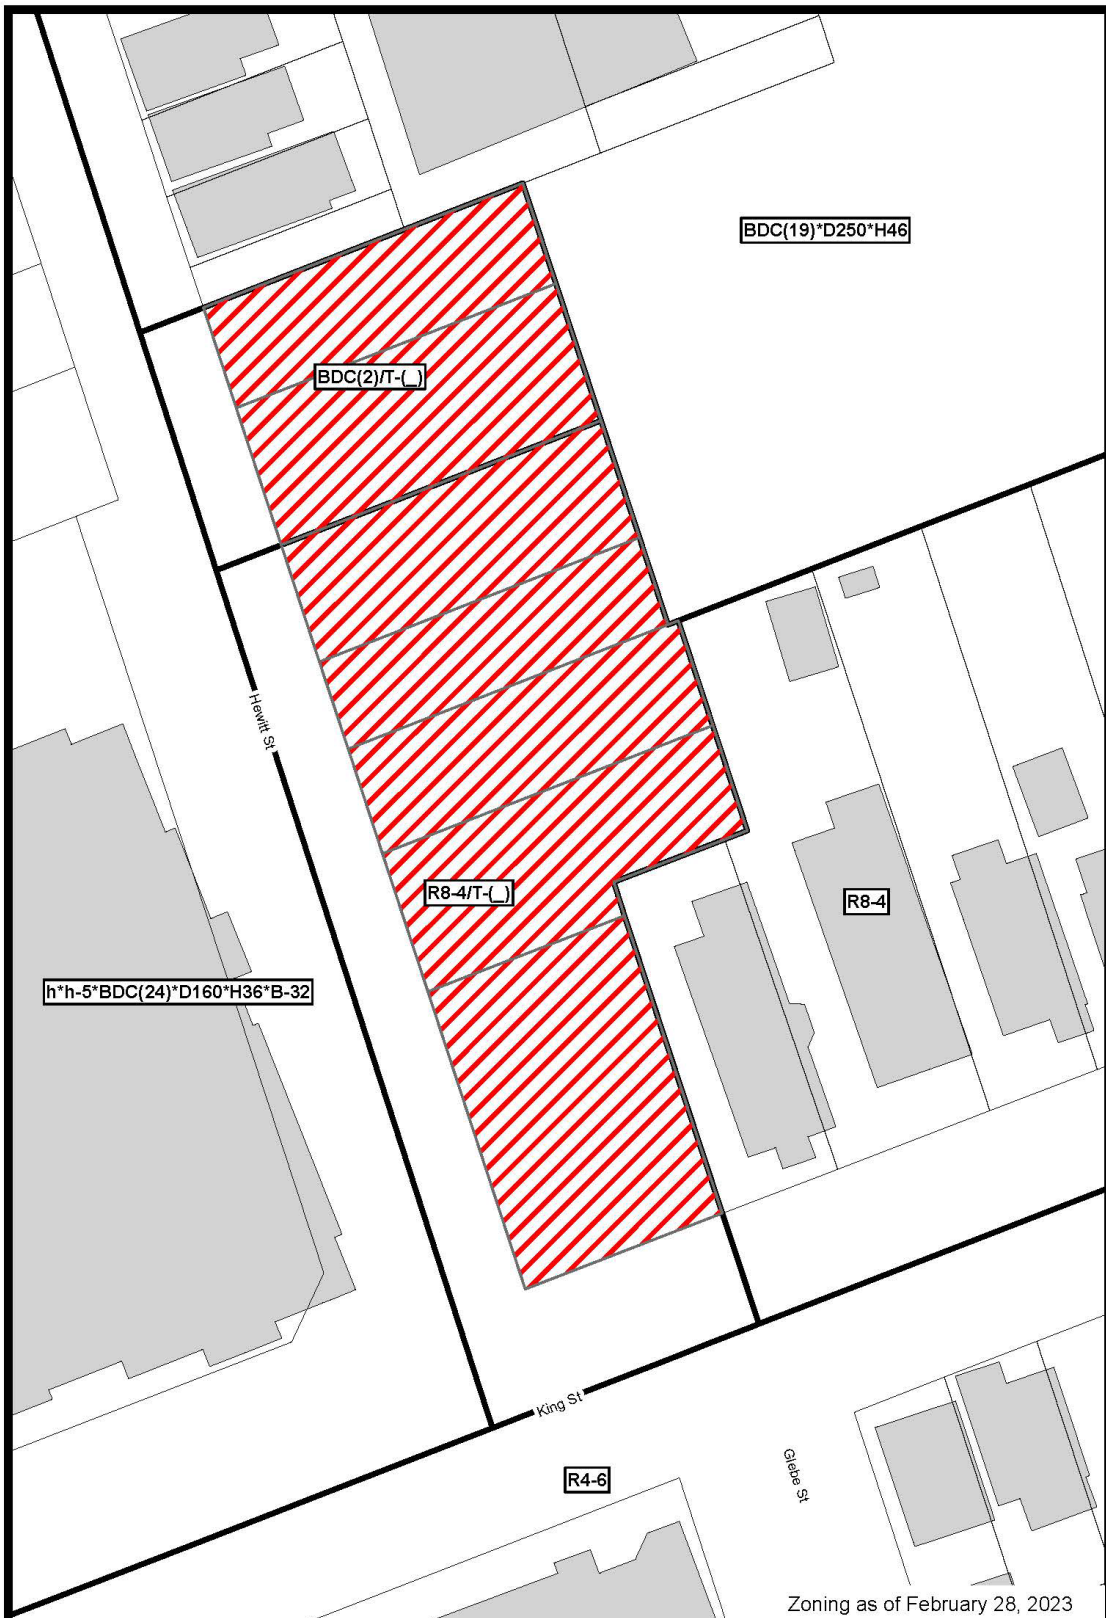 BDC(19)*D250*H46
BDC(2)/T-(_)
Hewitt St
R8-4/T-(_)
R8-4
h*h-5*BDC(24)*D160*H36*B-32
King St
R4-6
Glebe St
Zoning as of February 28, 2023